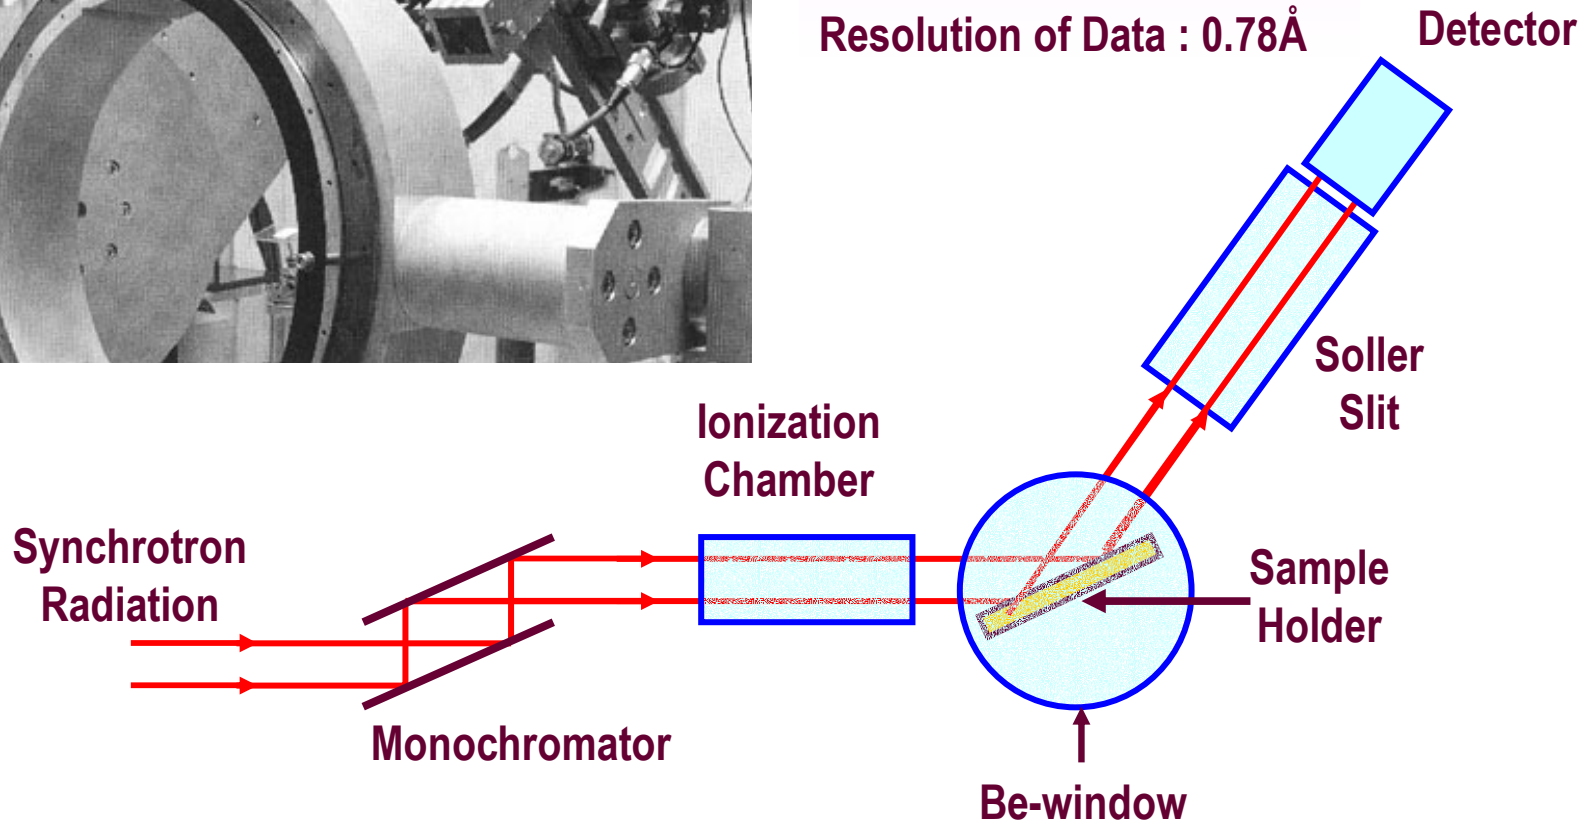 Resolution of Data : 0.78Å
Detector
Soller
Slit
Ionization
Chamber
Synchrotron
Radiation
Sample
Holder
Monochromator
Be-window